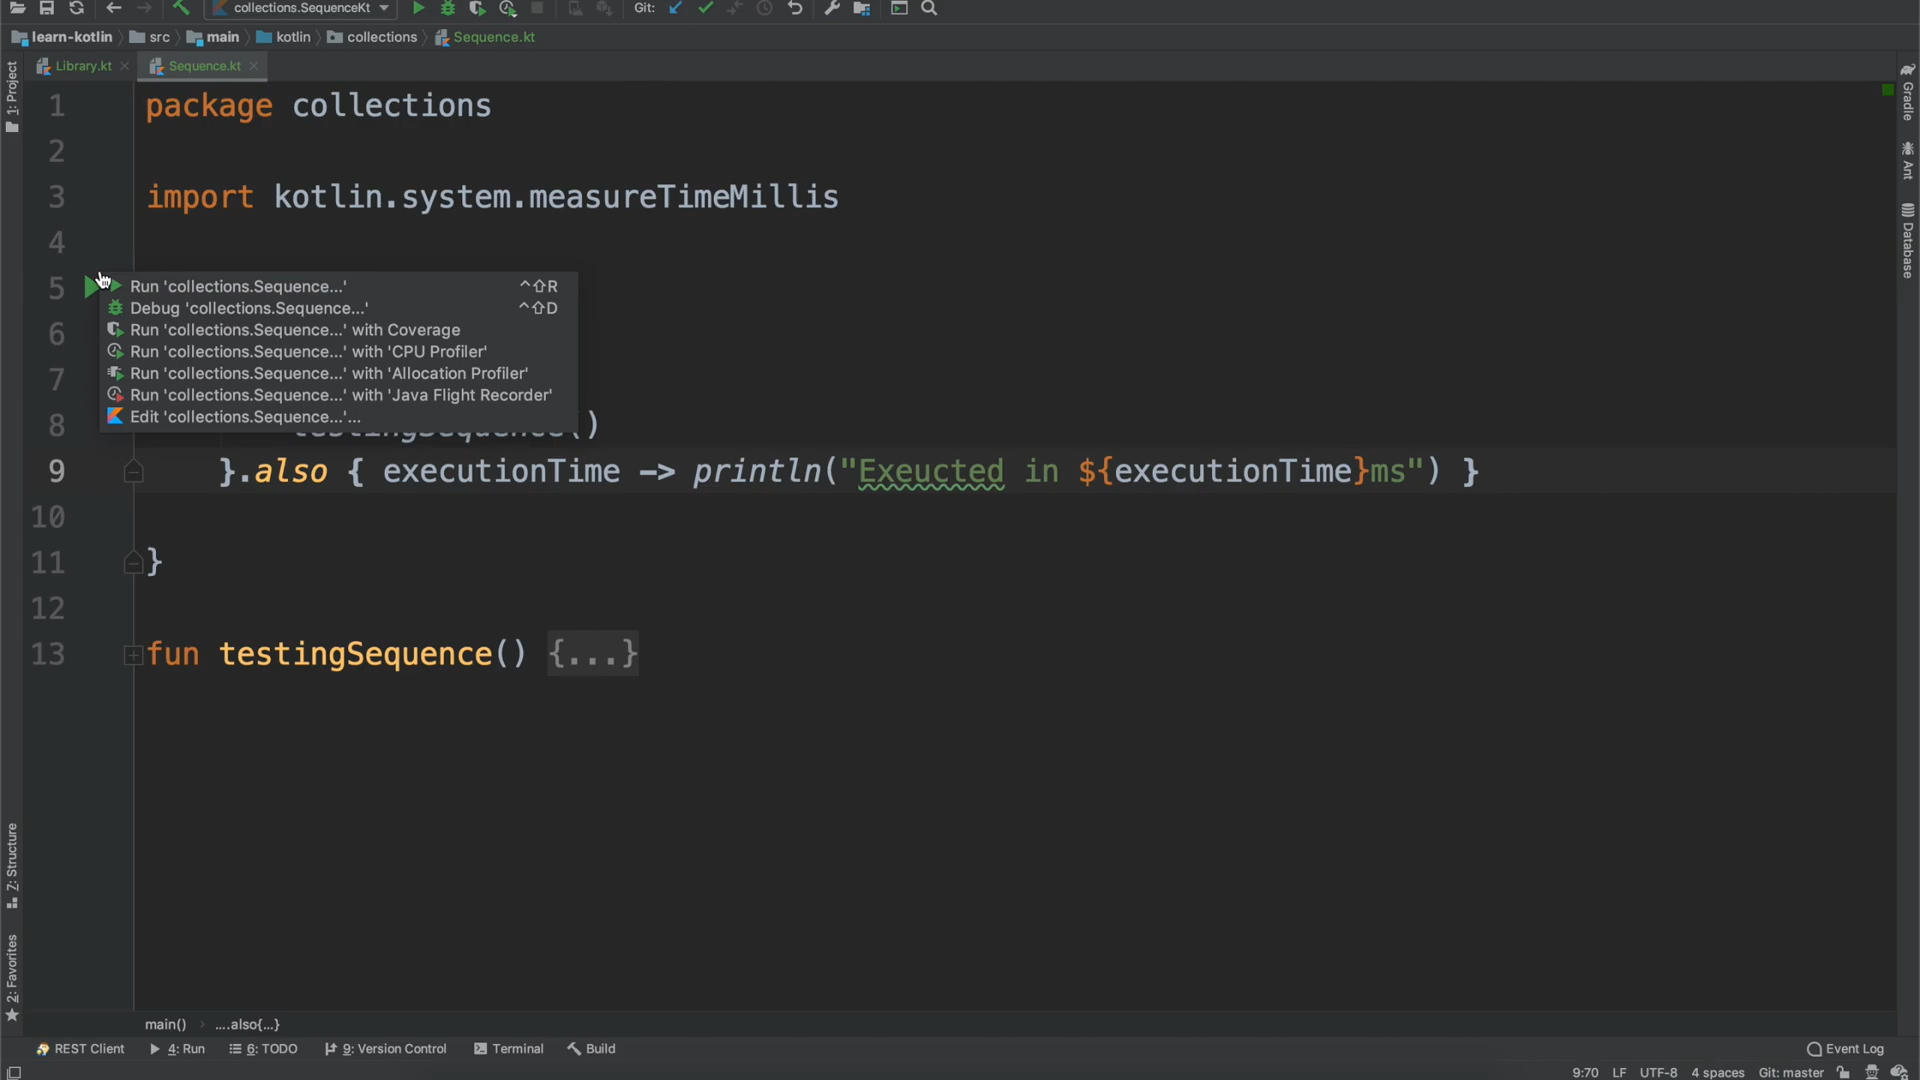 collections.SequenceKt Git:
learn-kotlin src main kotlin collections Sequence.kt
Library.kt Sequence.kt
1: Project
Gradle
Ant
Database
1 package collections
2
3 import kotlin.system.measureTimeMillis
4
5
Run 'collections.Sequence...' ^⇧R
Debug 'collections.Sequence...' ^⇧D
Run 'collections.Sequence...' with Coverage
Run 'collections.Sequence...' with 'CPU Profiler'
Run 'collections.Sequence...' with 'Allocation Profiler'
Run 'collections.Sequence...' with 'Java Flight Recorder'
Edit 'collections.Sequence...'...
6
7
8 testingSequence()
9 }.also { executionTime -> println("Exeucted in ${executionTime}ms") }
10
11 }
12
13 fun testingSequence() {...}
Z: Structure
2: Favorites
main() ....also{...}
REST Client 4: Run 6: TODO 9: Version Control Terminal Build Event Log
9:70 LF UTF-8 4 spaces Git: master